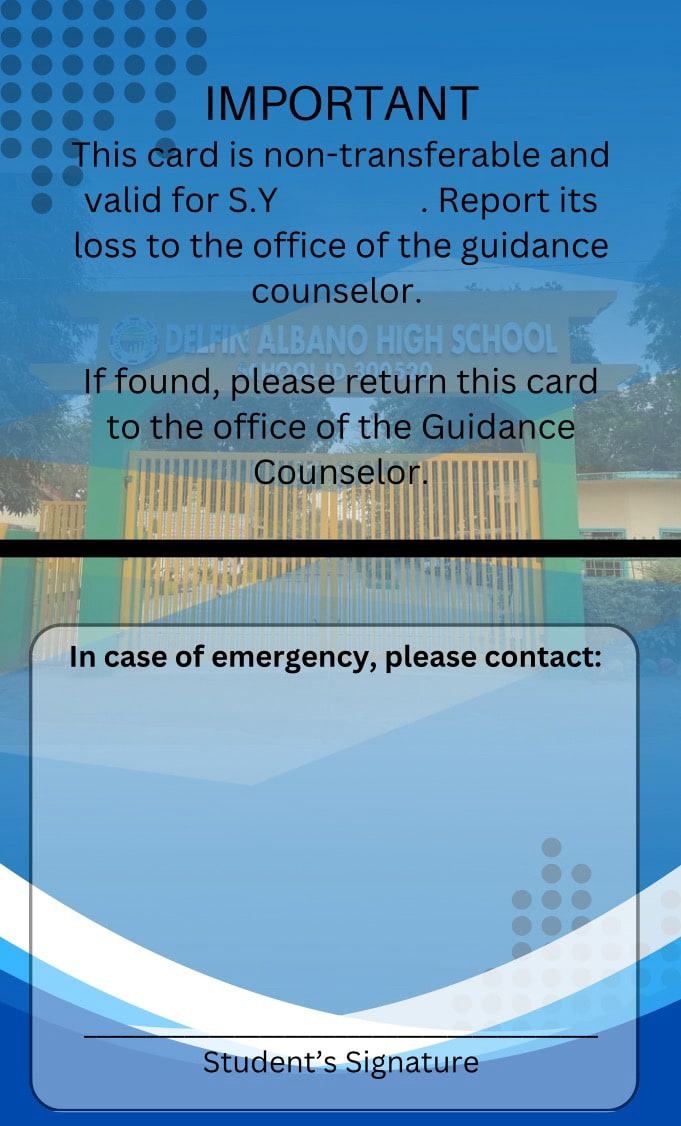 IMPORTANT
This card is non-transferable and
valid for S.Y . Report its
loss to the office of the guidance
counselor.
DELFIN ALBANO HIGH SCHOOL
SCHOOL ID 300520
If found, please return this card
to the office of the Guidance
Counselor.
In case of emergency, please contact:
Student’s Signature